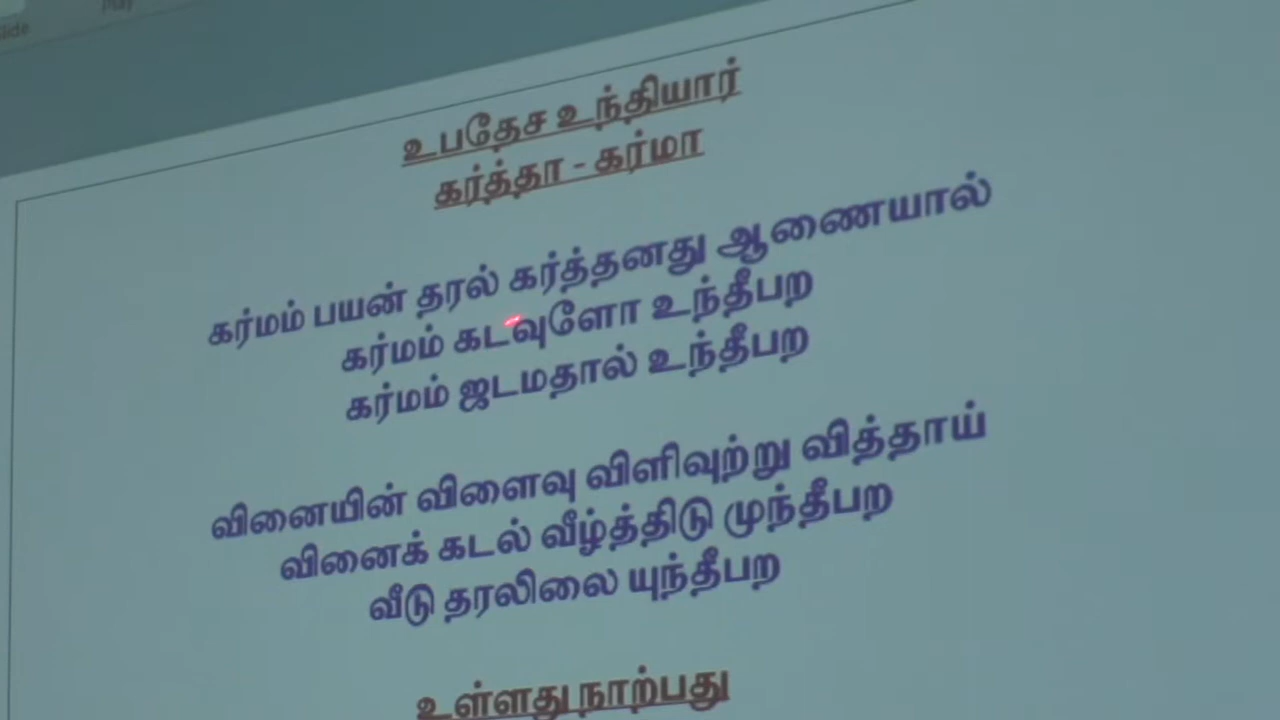 play
உபதேச உந்தியார்
கர்த்தா - கர்மா
கர்மம் பயன் தரல் கர்த்தனது ஆணையால்
கர்மம் கடவுளோ உந்தீபற
கர்மம் ஜடமதால் உந்தீபற
வினையின் விளைவு விளிவுற்று வித்தாய்
வினைக் கடல் வீழ்த்திடு முந்தீபற
வீடு தரலிலை யுந்தீபற
உள்ளது நாற்பது